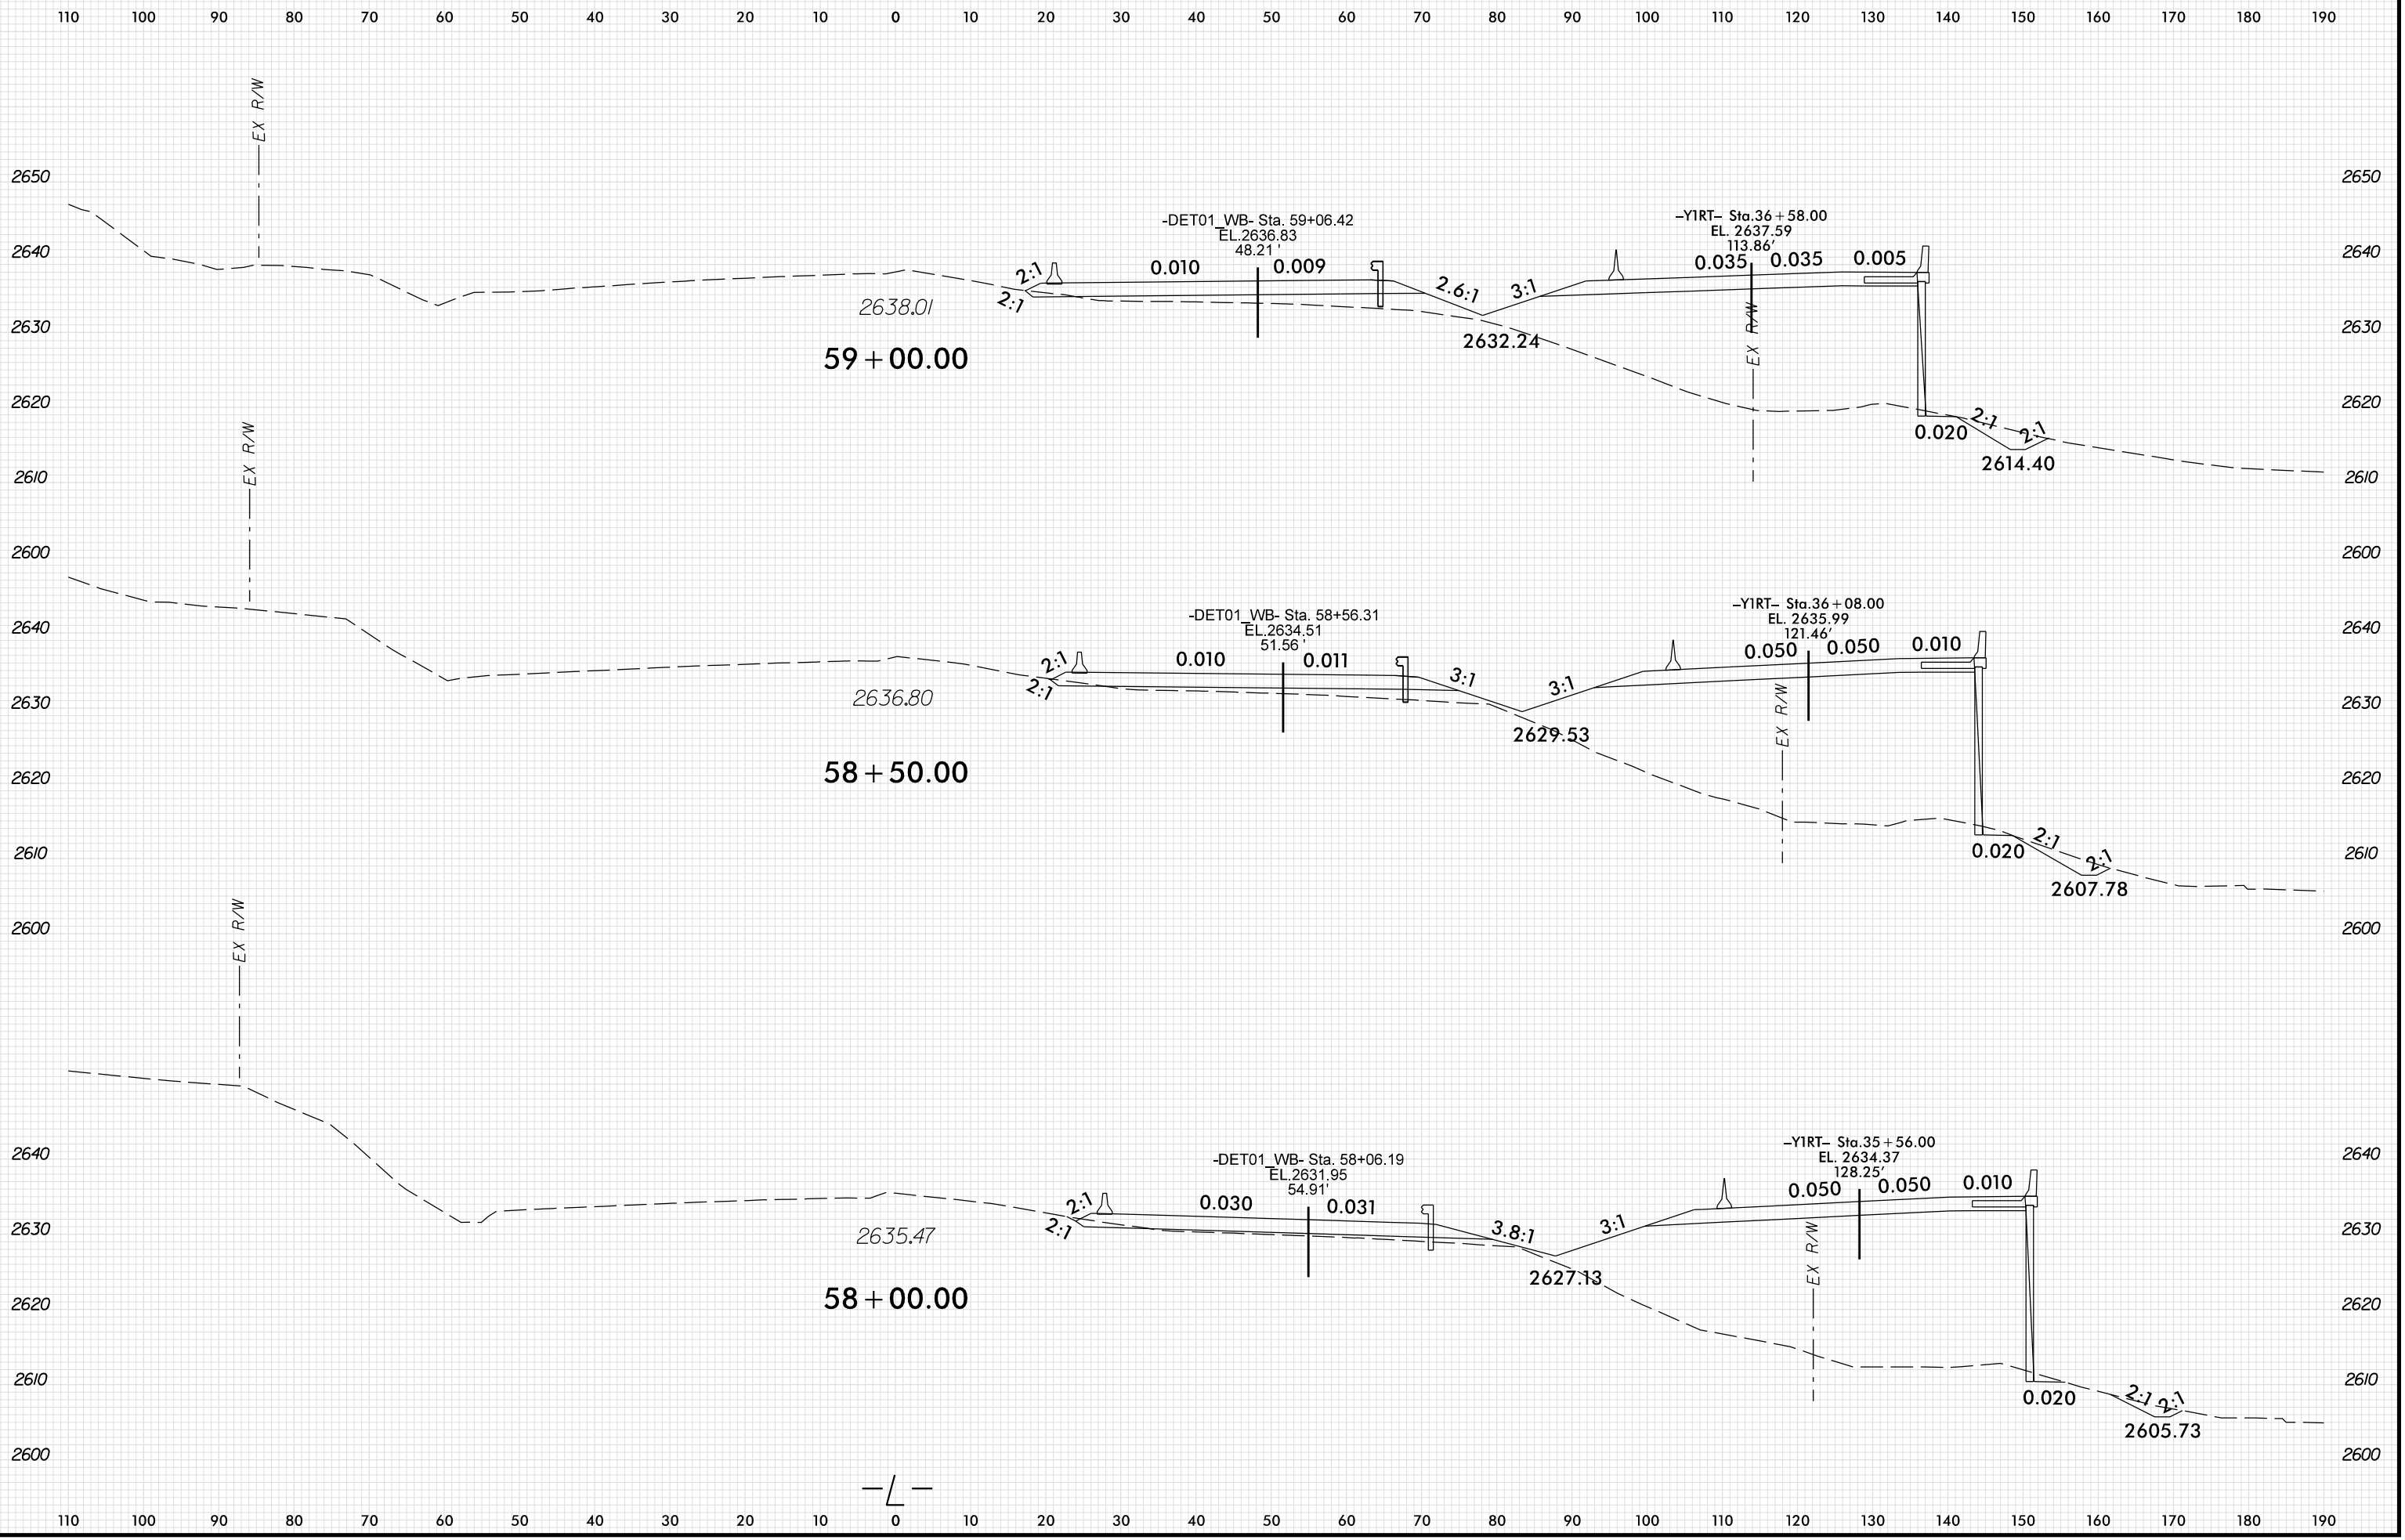 110 100 90 80 70 60 50 40 30 20 10 0 10 20 30 40 50 60 70 80 90 100 110 120 130 140 150 160 170 180 190
EX R/W
2650 2650
-DET01_WB- Sta. 59+06.42
EL.2636.83
48.21 '
–Y1RT– Sta.36+58.00
EL. 2637.59
113.86'
2640 2640
2:1 0.010 0.009 2.6:1 3:1 0.035 0.035 0.005
2:1
2638.01
EX R/W
2630 2630
2632.24
59+00.00
2620 2620
2:1 2:1
0.020
EX R/W
2614.40
2610 2610
2600 2600
-DET01_WB- Sta. 58+56.31
EL.2634.51
51.56 '
–Y1RT– Sta.36+08.00
EL. 2635.99
121.46'
2640 2640
2:1 0.010 0.011 3:1 3:1 0.050 0.050 0.010
2:1
2636.80
EX R/W
2630 2630
2629.53
58+50.00
2620 2620
2:1 2:1
2610 2610
0.020
2607.78
EX R/W
2600 2600
-DET01_WB- Sta. 58+06.19
EL.2631.95
54.91'
–Y1RT– Sta.35+56.00
EL. 2634.37
128.25'
2640 2640
2:1 0.030 0.031 3.8:1 3:1 0.050 0.050 0.010
2:1
2630 2630
2635.47
EX R/W
2627.13
58+00.00
2620 2620
2610 2610
0.020 2:1 2:1
2605.73
2600 2600
–L–
110 100 90 80 70 60 50 40 30 20 10 0 10 20 30 40 50 60 70 80 90 100 110 120 130 140 150 160 170 180 190